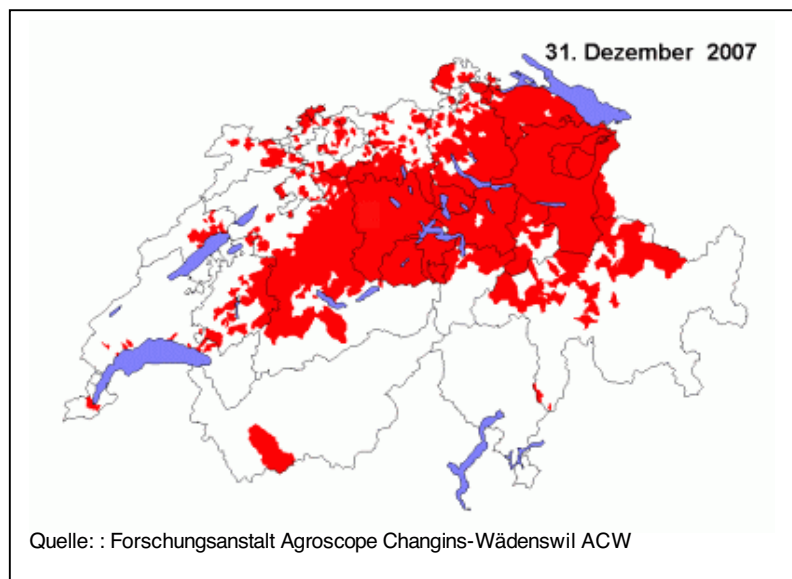 31. Dezember 2007
Quelle: : Forschungsanstalt Agroscope Changins-Wädenswil ACW